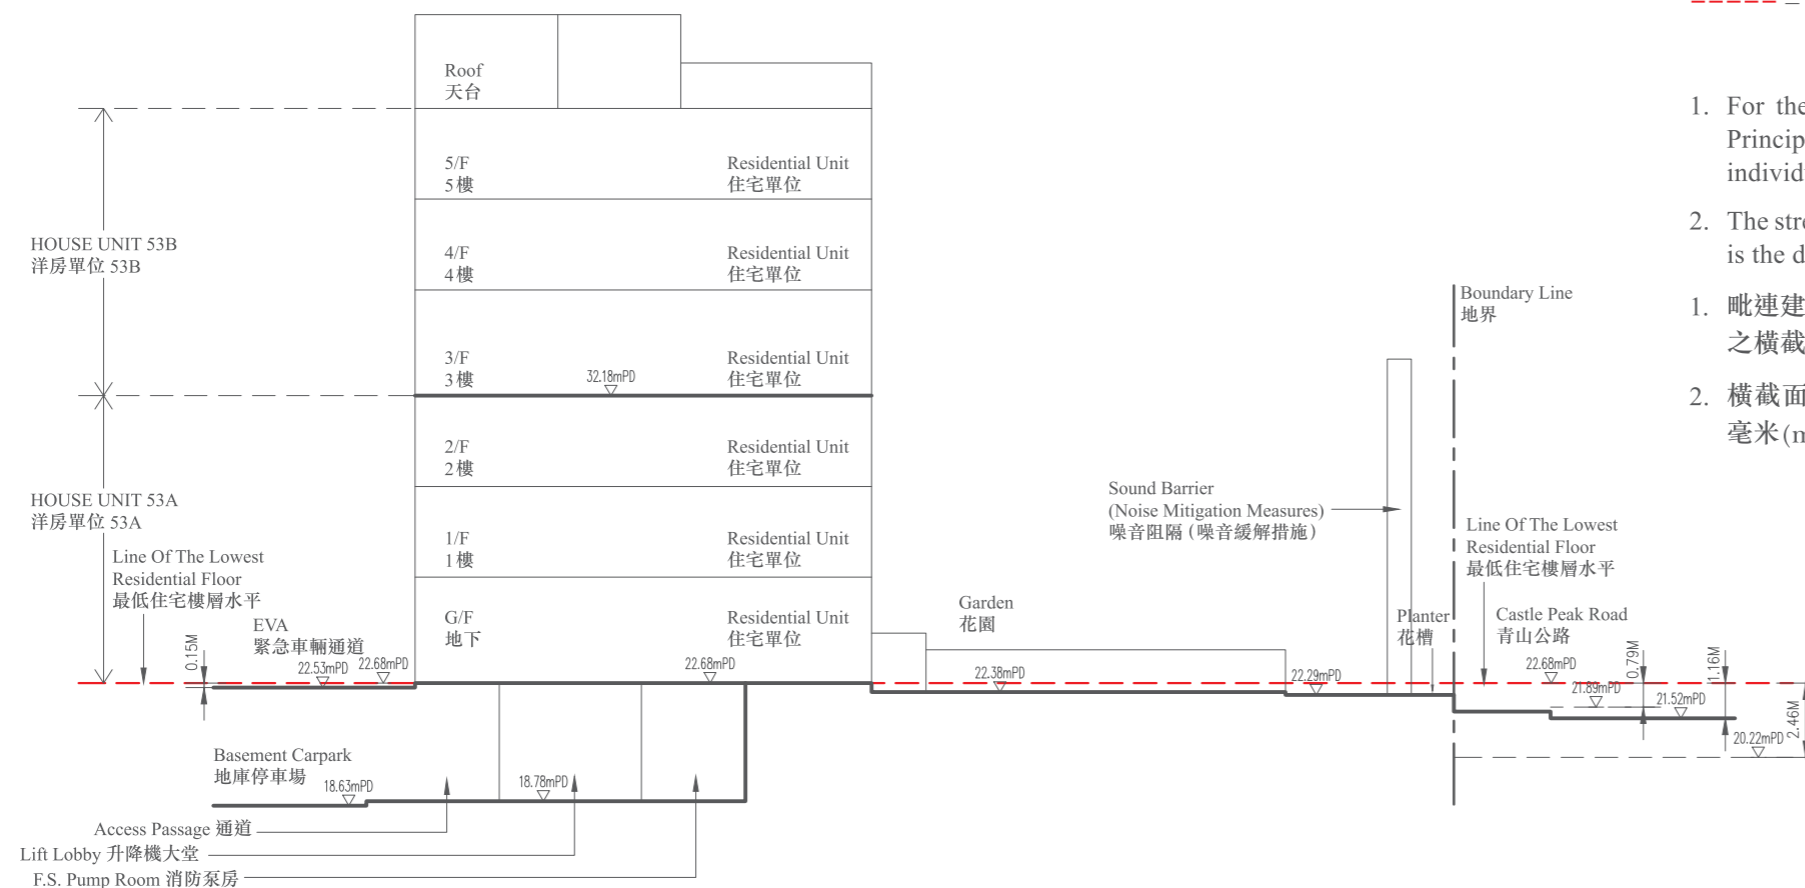 Roof
天台
5/F
5樓
Residential Unit
住宅單位
HOUSE UNIT 53B
洋房單位 53B
4/F
4樓
Residential Unit
住宅單位
3/F
3樓
32.18mPD
Residential Unit
住宅單位
2/F
2樓
Residential Unit
住宅單位
HOUSE UNIT 53A
洋房單位 53A
1/F
1樓
Residential Unit
住宅單位
Line Of The Lowest
Residential Floor
最低住宅樓層水平
G/F
地下
Residential Unit
住宅單位
EVA
緊急車輛通道
0.15M
22.53mPD
22.68mPD
22.68mPD
Garden
花園
22.38mPD
22.29mPD
Sound Barrier
(Noise Mitigation Measures)
噪音阻隔 (噪音緩解措施)
Boundary Line
地界
Planter
花槽
Line Of The Lowest
Residential Floor
最低住宅樓層水平
Castle Peak Road
青山公路
22.68mPD
21.89mPD
0.79M
21.52mPD
1.16M
20.22mPD
2.46M
Basement Carpark
地庫停車場
18.63mPD
18.78mPD
Access Passage 通道
Lift Lobby 升降機大堂
F.S. Pump Room 消防泵房
1. For the
Princip
individ
2. The stre
is the d
1. 毗連建
之橫截
2. 橫截面
毫米(m